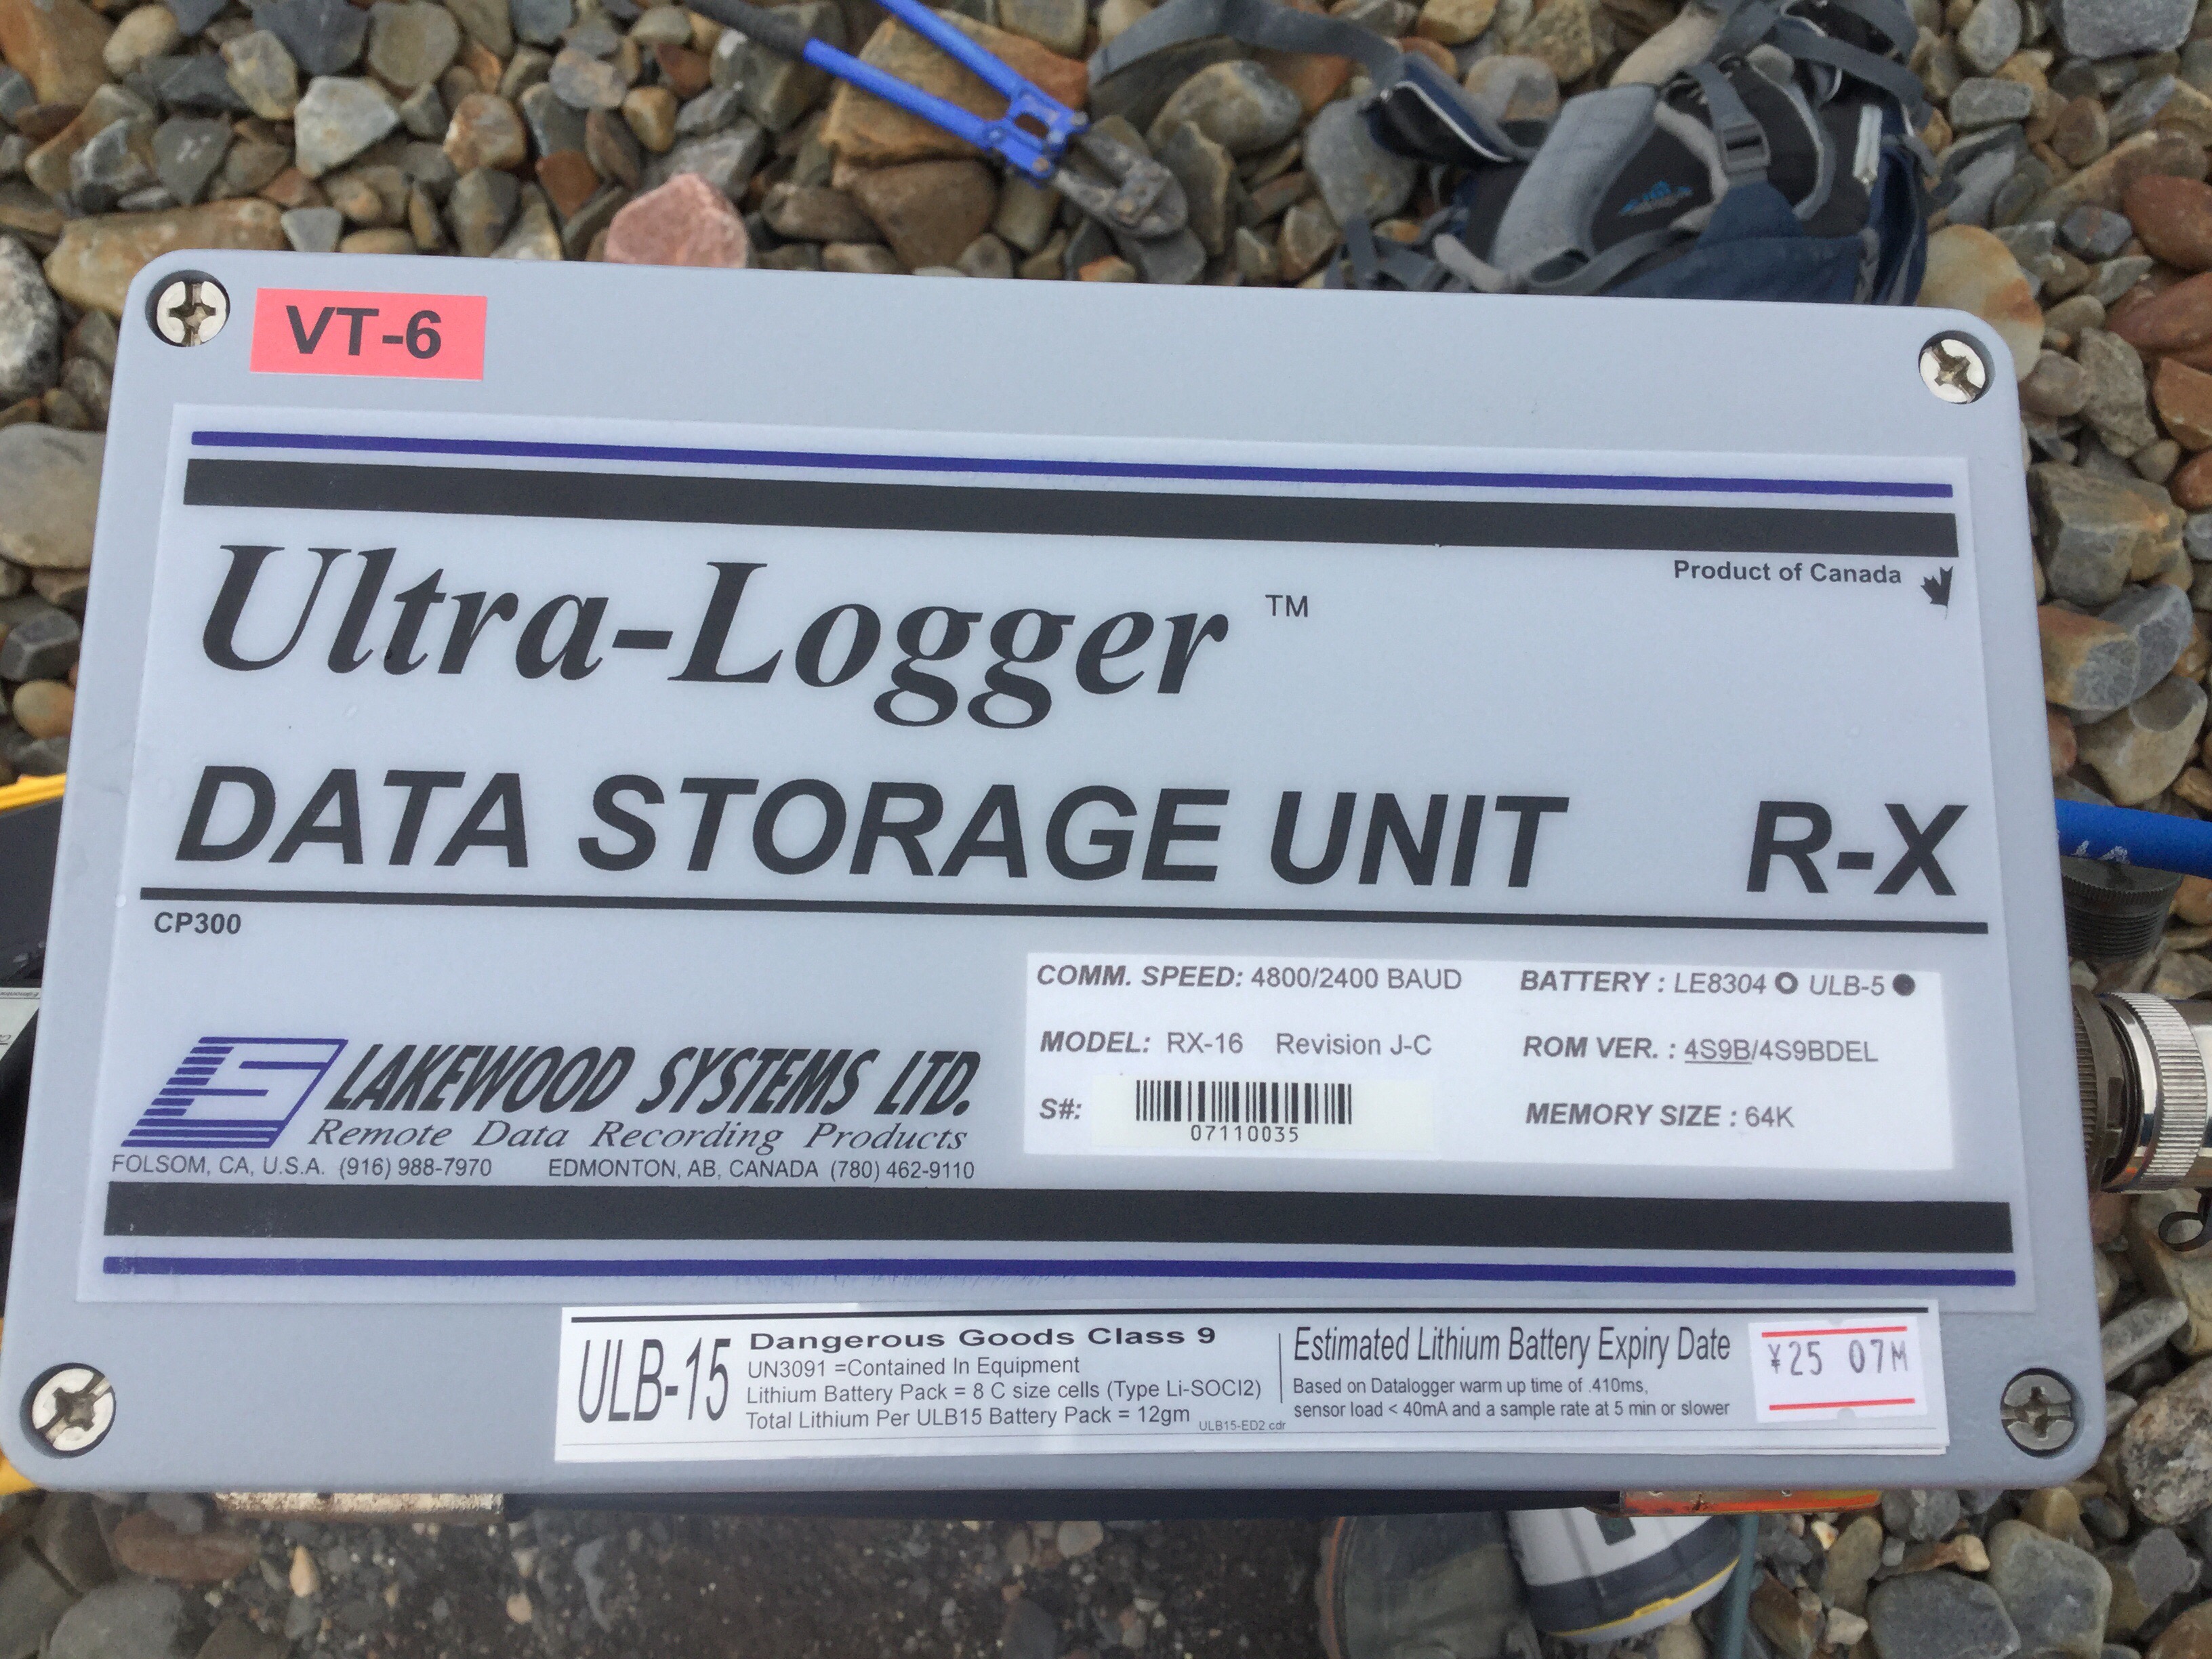 VT-6
Product of Canada
Ultra-Logger ™
DATA STORAGE UNIT R-X
CP300
COMM. SPEED: 4800/2400 BAUD BATTERY : LE8304 ULB-5
MODEL: RX-16 Revision J-C ROM VER. : 4S9B/4S9BDEL
S#: 07110035 MEMORY SIZE : 64K
LAKEWOOD SYSTEMS LTD.
Remote Data Recording Products
FOLSOM, CA, U.S.A. (916) 988-7970 EDMONTON, AB, CANADA (780) 462-9110
ULB-15
Dangerous Goods Class 9
UN3091 =Contained In Equipment
Lithium Battery Pack = 8 C size cells (Type Li-SOCl2)
Total Lithium Per ULB15 Battery Pack = 12gm
ULB15-ED2.cdr
Estimated Lithium Battery Expiry Date
Based on Datalogger warm up time of .410ms,
sensor load < 40mA and a sample rate at 5 min or slower
¥25 07M